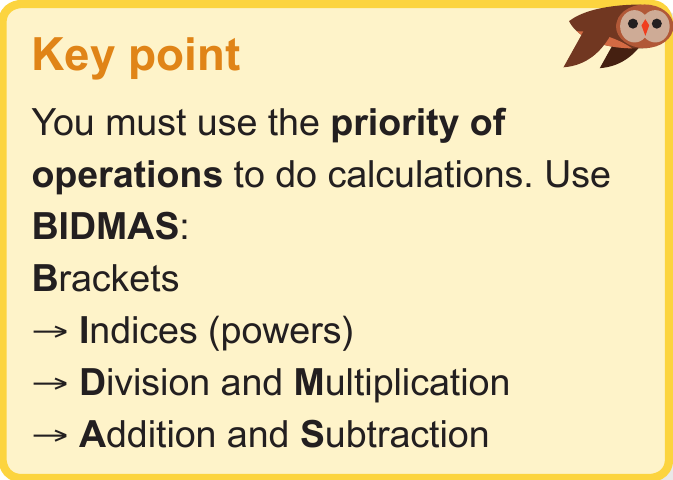 Key point
You must use the priority of
operations to do calculations. Use
BIDMAS:
Brackets
→ Indices (powers)
→ Division and Multiplication
→ Addition and Subtraction